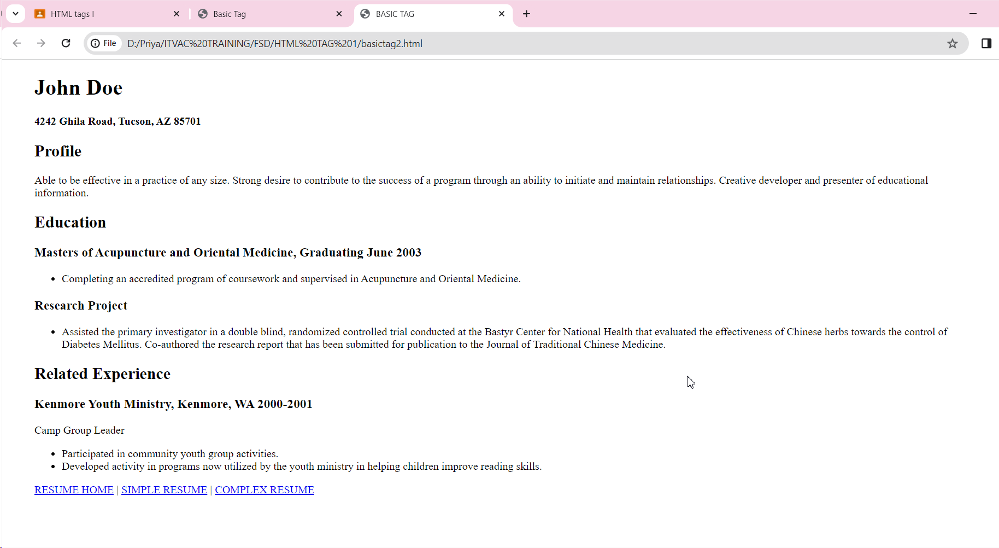 HTML tags I
Basic Tag
BASIC TAG
File D:/Priya/ITVAC%20TRAINING/FSD/HTML%20TAG%201/basictag2.html
John Doe
4242 Ghila Road, Tucson, AZ 85701
Profile
Able to be effective in a practice of any size. Strong desire to contribute to the success of a program through an ability to initiate and maintain relationships. Creative developer and presenter of educational
information.
Education
Masters of Acupuncture and Oriental Medicine, Graduating June 2003
• Completing an accredited program of coursework and supervised in Acupuncture and Oriental Medicine.
Research Project
• Assisted the primary investigator in a double blind, randomized controlled trial conducted at the Bastyr Center for National Health that evaluated the effectiveness of Chinese herbs towards the control of
Diabetes Mellitus. Co-authored the research report that has been submitted for publication to the Journal of Traditional Chinese Medicine.
Related Experience
Kenmore Youth Ministry, Kenmore, WA 2000-2001
Camp Group Leader
• Participated in community youth group activities.
• Developed activity in programs now utilized by the youth ministry in helping children improve reading skills.
RESUME HOME | SIMPLE RESUME | COMPLEX RESUME